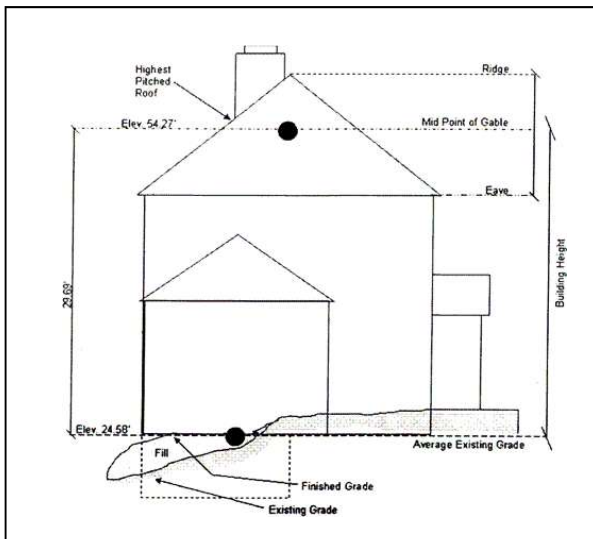 Highest
Pitched
Roof
Ridge
Elev. 54.27'
Mid Point of Gable
Eave
29.69'
Building Height
Elev. 24.58'
Average Existing Grade
Fill
Finished Grade
Existing Grade